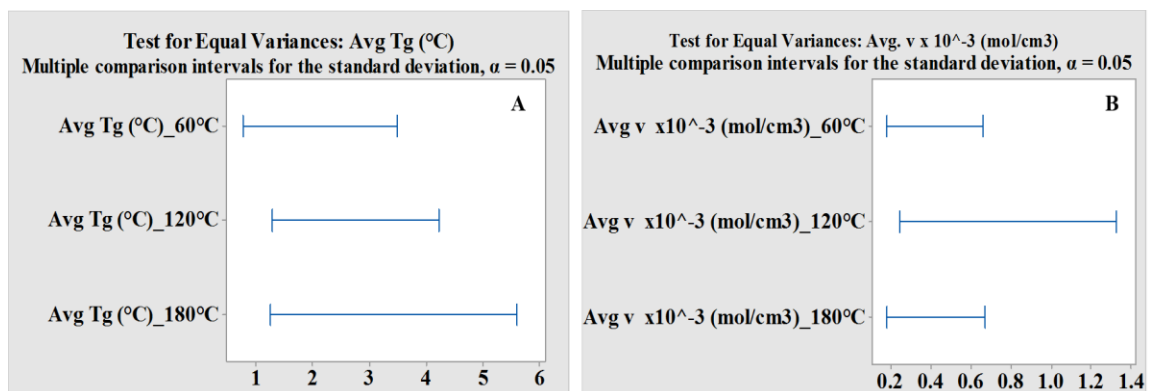 Test for Equal Variances: Avg Tg (°C)
Multiple comparison intervals for the standard deviation, α = 0.05
A
Avg Tg (°C)_60°C
Avg Tg (°C)_120°C
Avg Tg (°C)_180°C
1 2 3 4 5 6
Test for Equal Variances: Avg. v x 10^-3 (mol/cm3)
Multiple comparison intervals for the standard deviation, α = 0.05
B
Avg v x10^-3 (mol/cm3)_60°C
Avg v x10^-3 (mol/cm3)_120°C
Avg v x10^-3 (mol/cm3)_180°C
0.2 0.4 0.6 0.8 1.0 1.2 1.4